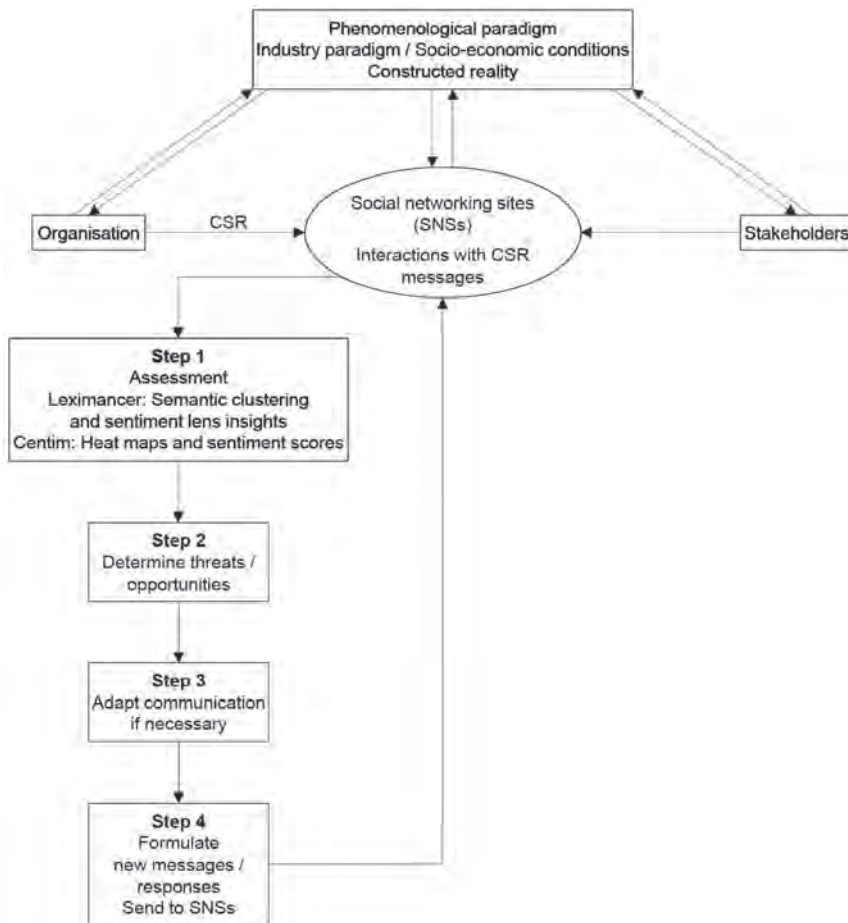 Phenomenological paradigm
Industry paradigm / Socio-economic conditions
Constructed reality
Organisation
CSR
Social networking sites
(SNSs)
Interactions with CSR
messages
Stakeholders
Step 1
Assessment
Leximancer: Semantic clustering
and sentiment lens insights
Centim: Heat maps and sentiment scores
Step 2
Determine threats /
opportunities
Step 3
Adapt communication
if necessary
Step 4
Formulate
new messages /
responses
Send to SNSs